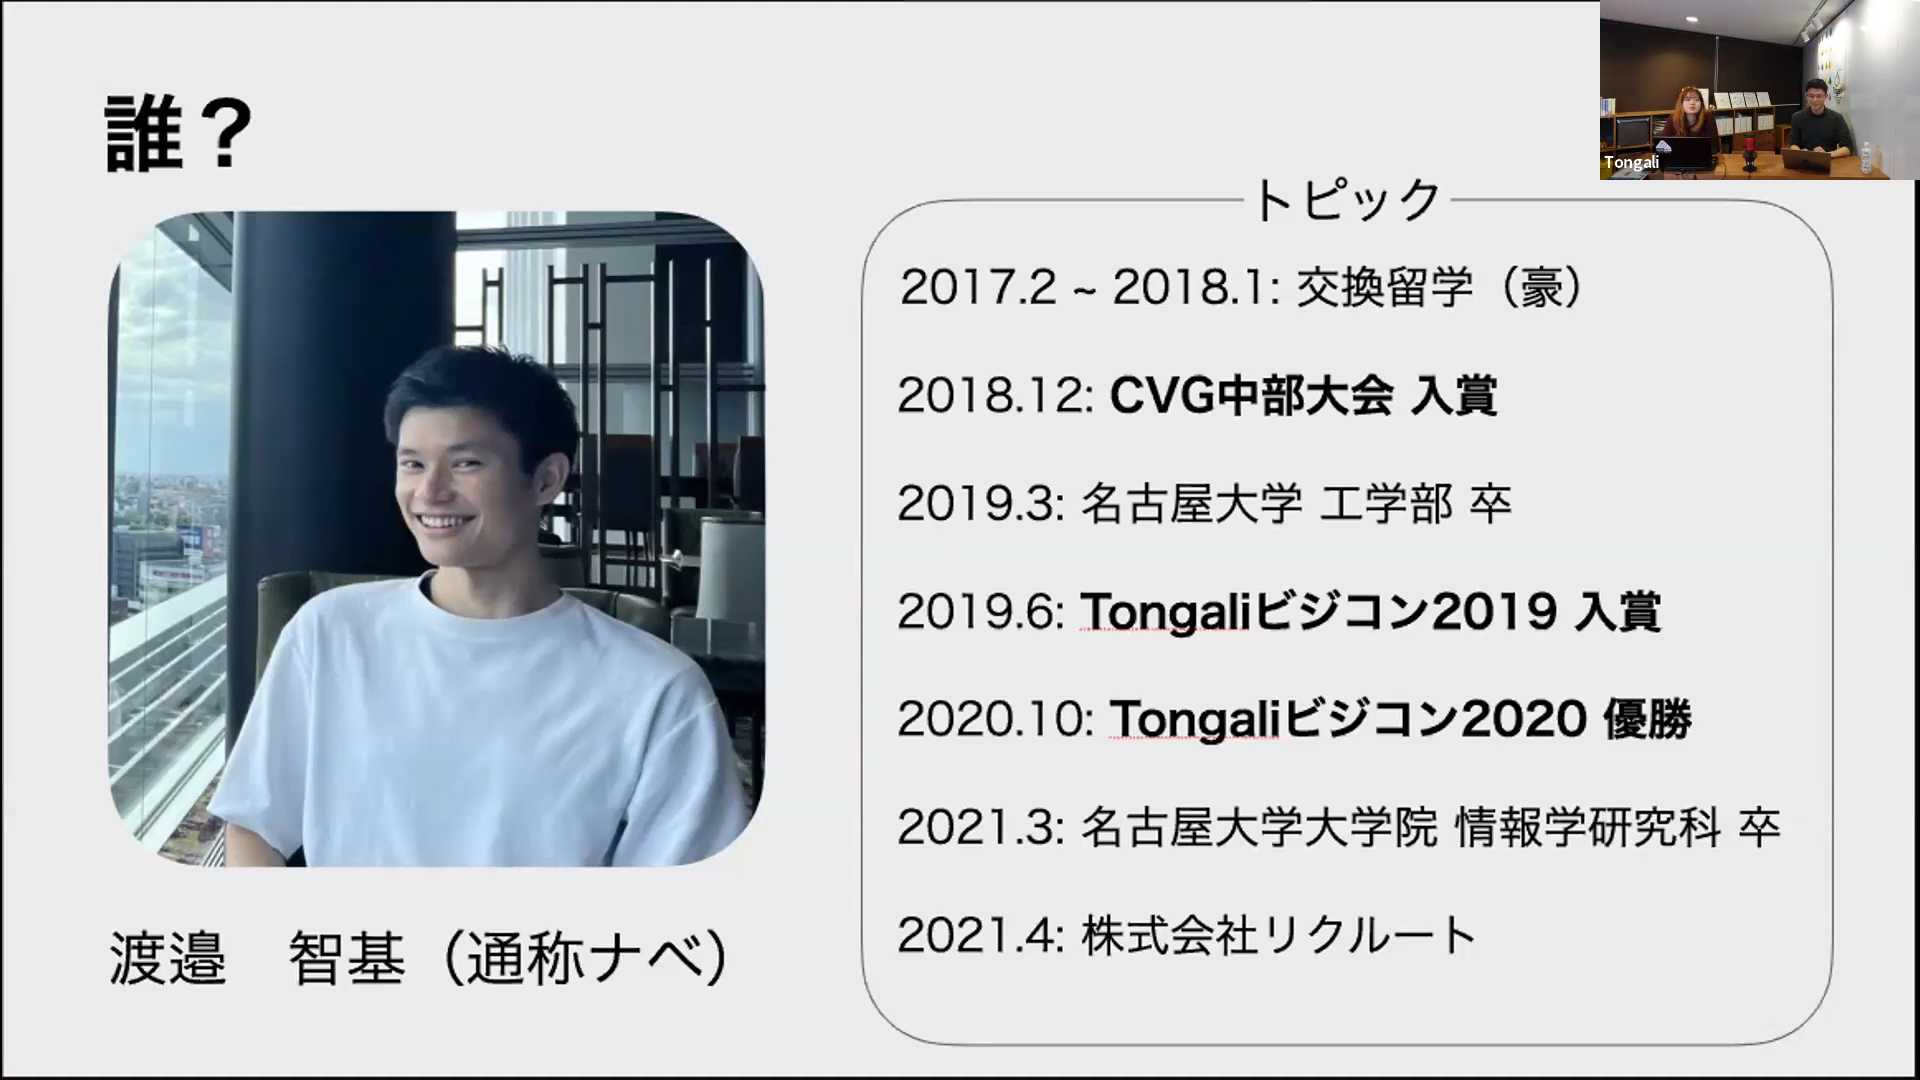 誰？
Tongali
トピック
2017.2 ~ 2018.1: 交換留学（豪）
2018.12: CVG中部大会 入賞
2019.3: 名古屋大学 工学部 卒
2019.6: Tongaliビジコン2019 入賞
2020.10: Tongaliビジコン2020 優勝
2021.3: 名古屋大学大学院 情報学研究科 卒
2021.4: 株式会社リクルート
渡邉　智基（通称ナベ）